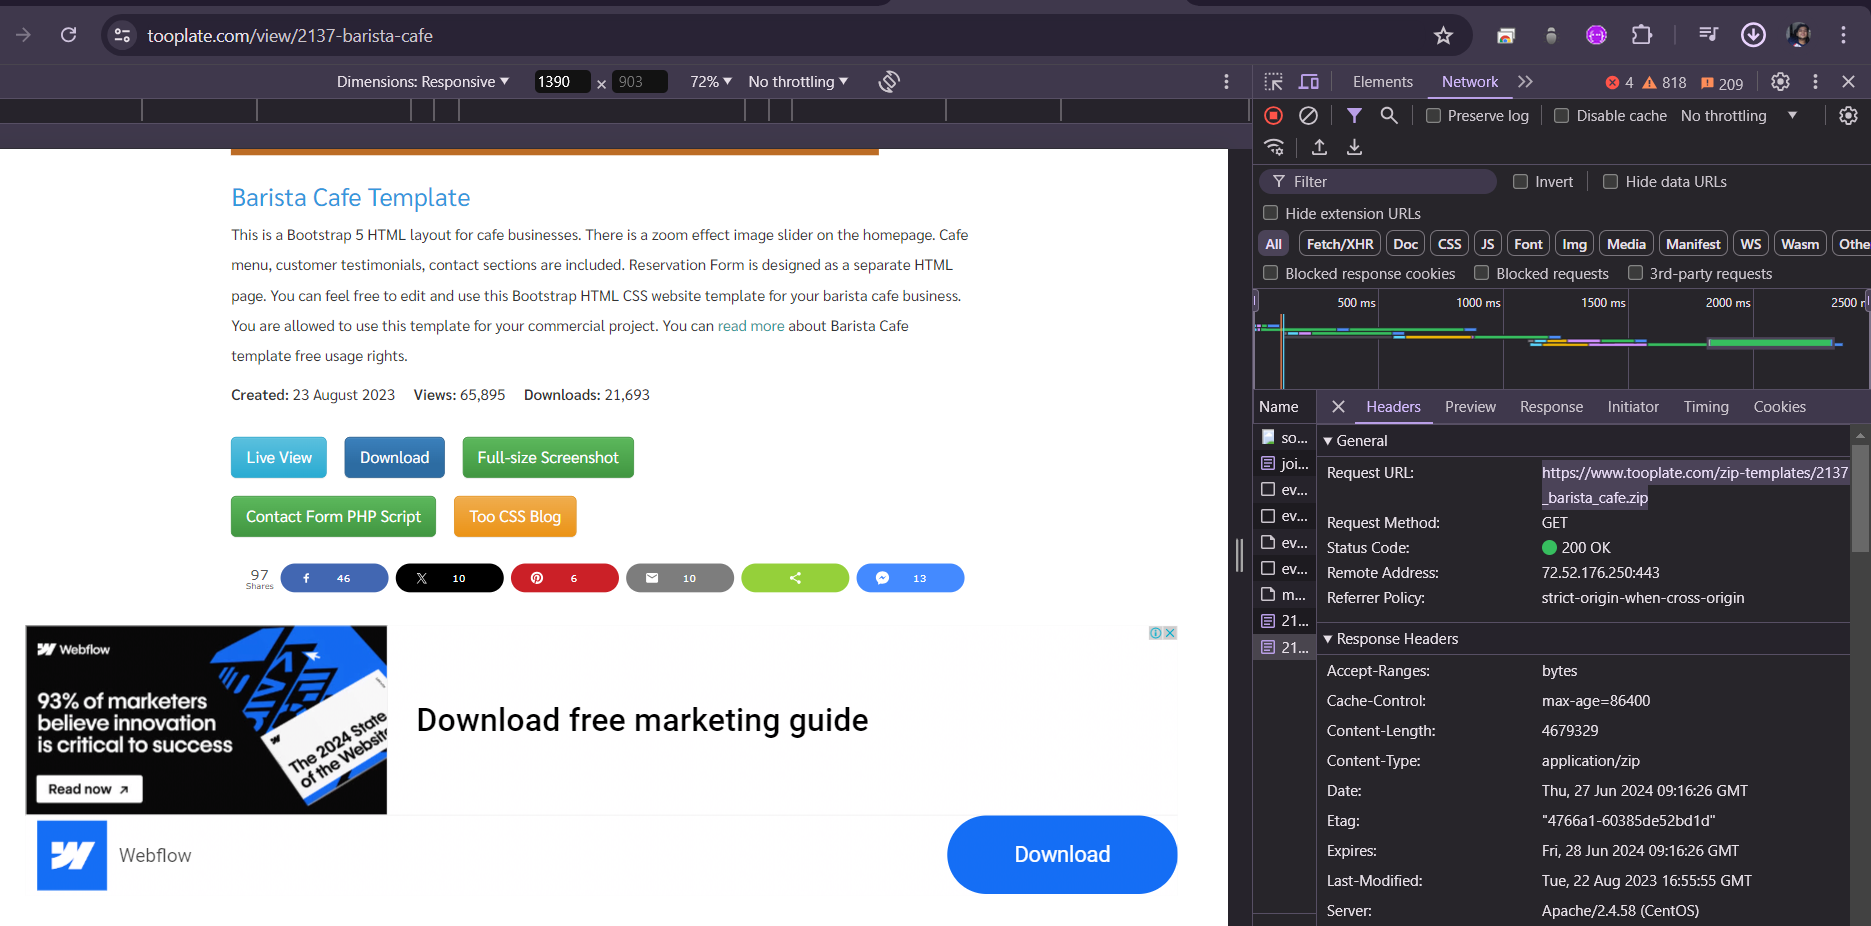 tooplate.com/view/2137-barista-cafe
Dimensions: Responsive 1390 × 903 72% No throttling
Elements Network 4 818 209
Preserve log Disable cache No throttling
Filter Invert Hide data URLs
Hide extension URLs
All Fetch/XHR Doc CSS JS Font Img Media Manifest WS Wasm Othe
Blocked response cookies Blocked requests 3rd-party requests
500 ms 1000 ms 1500 ms 2000 ms 2500 r
Name Headers Preview Response Initiator Timing Cookies
so...
joi...
ev...
ev...
ev...
ev...
m...
21...
21...
General
Request URL: https://www.tooplate.com/zip-templates/2137
_barista_cafe.zip
Request Method: GET
Status Code: 200 OK
Remote Address: 72.52.176.250:443
Referrer Policy: strict-origin-when-cross-origin
Response Headers
Accept-Ranges: bytes
Cache-Control: max-age=86400
Content-Length: 4679329
Content-Type: application/zip
Date: Thu, 27 Jun 2024 09:16:26 GMT
Etag: "4766a1-60385de52bd1d"
Expires: Fri, 28 Jun 2024 09:16:26 GMT
Last-Modified: Tue, 22 Aug 2023 16:55:55 GMT
Server: Apache/2.4.58 (CentOS)
Barista Cafe Template
This is a Bootstrap 5 HTML layout for cafe businesses. There is a zoom effect image slider on the homepage. Cafe
menu, customer testimonials, contact sections are included. Reservation Form is designed as a separate HTML
page. You can feel free to edit and use this Bootstrap HTML CSS website template for your barista cafe business.
You are allowed to use this template for your commercial project. You can read more about Barista Cafe
template free usage rights.
Created: 23 August 2023 Views: 65,895 Downloads: 21,693
Live View Download Full-size Screenshot
Contact Form PHP Script Too CSS Blog
97
Shares
46 10 6 10 13
Webflow
93% of marketers
believe innovation
is critical to success
The 2024 State
of the Website
Read now
Download free marketing guide
Webflow
Download